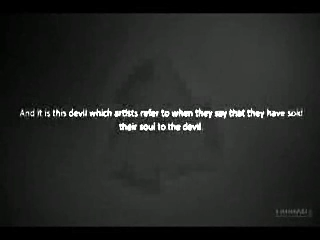 And it is this devil which artists refer to when they say that they have sold
their soul to the devil.